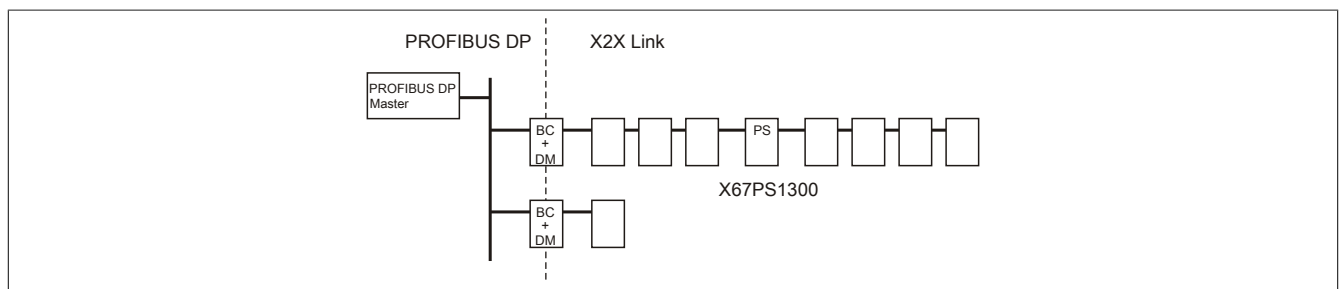 PROFIBUS DP
X2X Link
PROFIBUS DP
Master
BC
+
DM
PS
X67PS1300
BC
+
DM